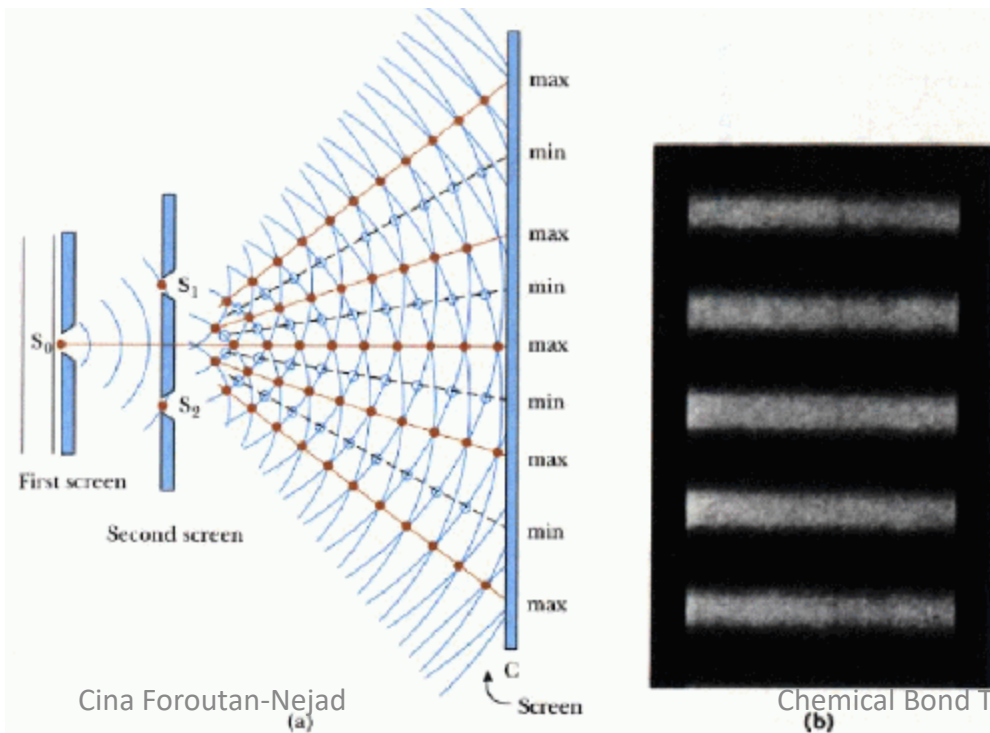 max
min
max
S1
min
S0
max
min
S2
max
First screen
min
Second screen
max
C
Screen
Cina Foroutan-Nejad
Chemical Bond T
(a)
(b)